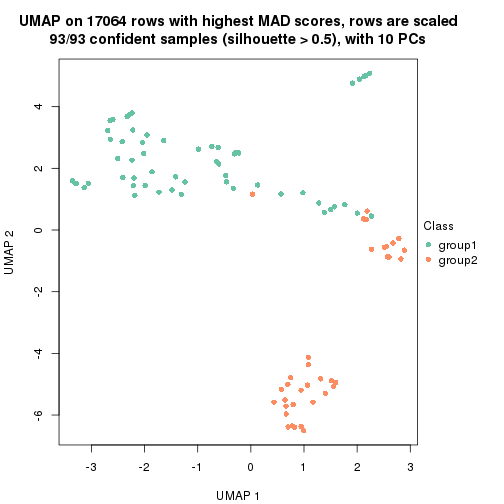 UMAP on 17064 rows with highest MAD scores, rows are scaled
93/93 confident samples (silhouette > 0.5), with 10 PCs
4
2
0
-2
-4
-6
UMAP 2
-3
-2
-1
0
1
2
3
UMAP 1
Class
group1
group2